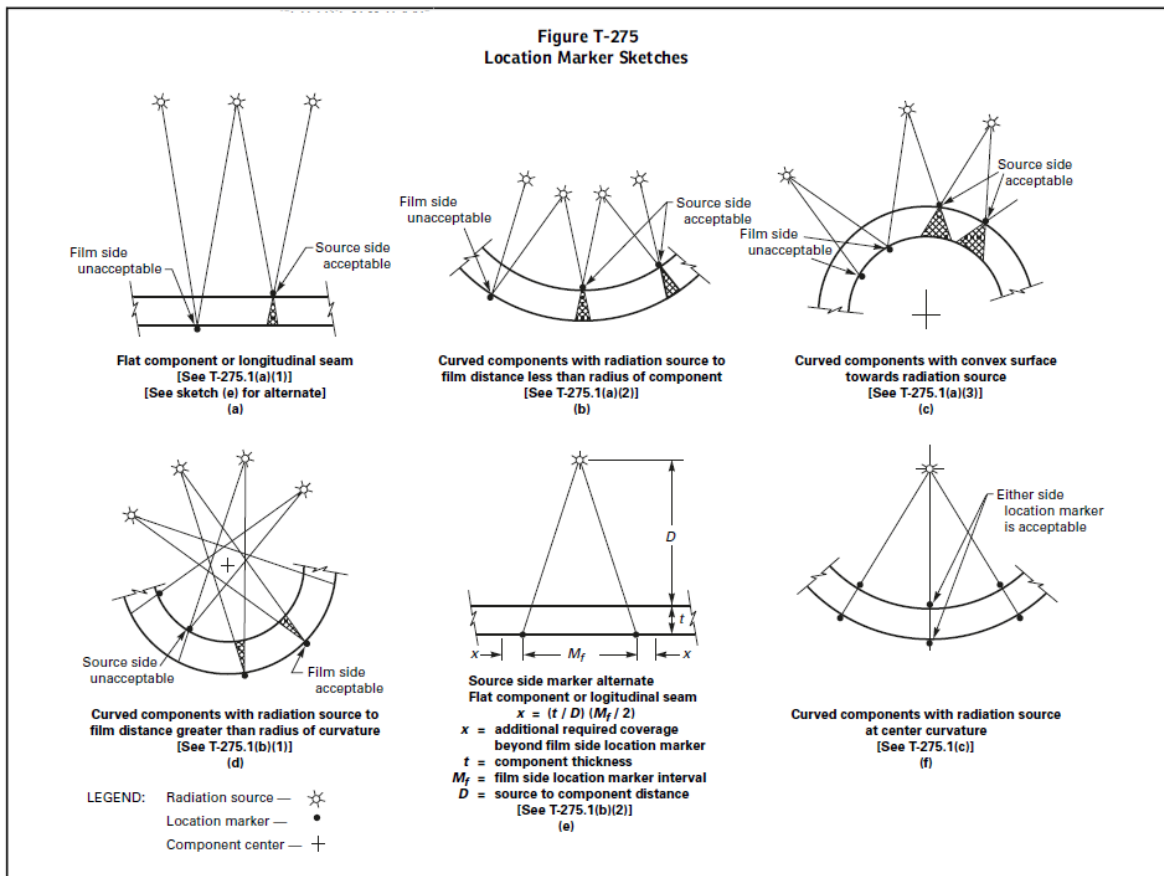 Figure T-275
Location Marker Sketches
Film side
unacceptable
Source side
acceptable
Flat component or longitudinal seam
[See T-275.1(a)(1)]
[See sketch (e) for alternate]
(a)
Film side
unacceptable
Source side
acceptable
Curved components with radiation source to
film distance less than radius of component
[See T-275.1(a)(2)]
(b)
Source side
acceptable
Film side
unacceptable
Curved components with convex surface
towards radiation source
[See T-275.1(a)(3)]
(c)
Source side
unacceptable
Film side
acceptable
Curved components with radiation source to
film distance greater than radius of curvature
[See T-275.1(b)(1)]
(d)
D
t
x
Mf
x
Source side marker alternate
Flat component or logitudinal seam
x = (t / D) (Mf / 2)
x = additional required coverage
beyond film side location marker
t = component thickness
Mf = film side location marker interval
D = source to component distance
[See T-275.1(b)(2)]
(e)
Either side
location marker
is acceptable
Curved components with radiation source
at center curvature
[See T-275.1(c)]
(f)
LEGEND: Radiation source —
Location marker —
Component center —